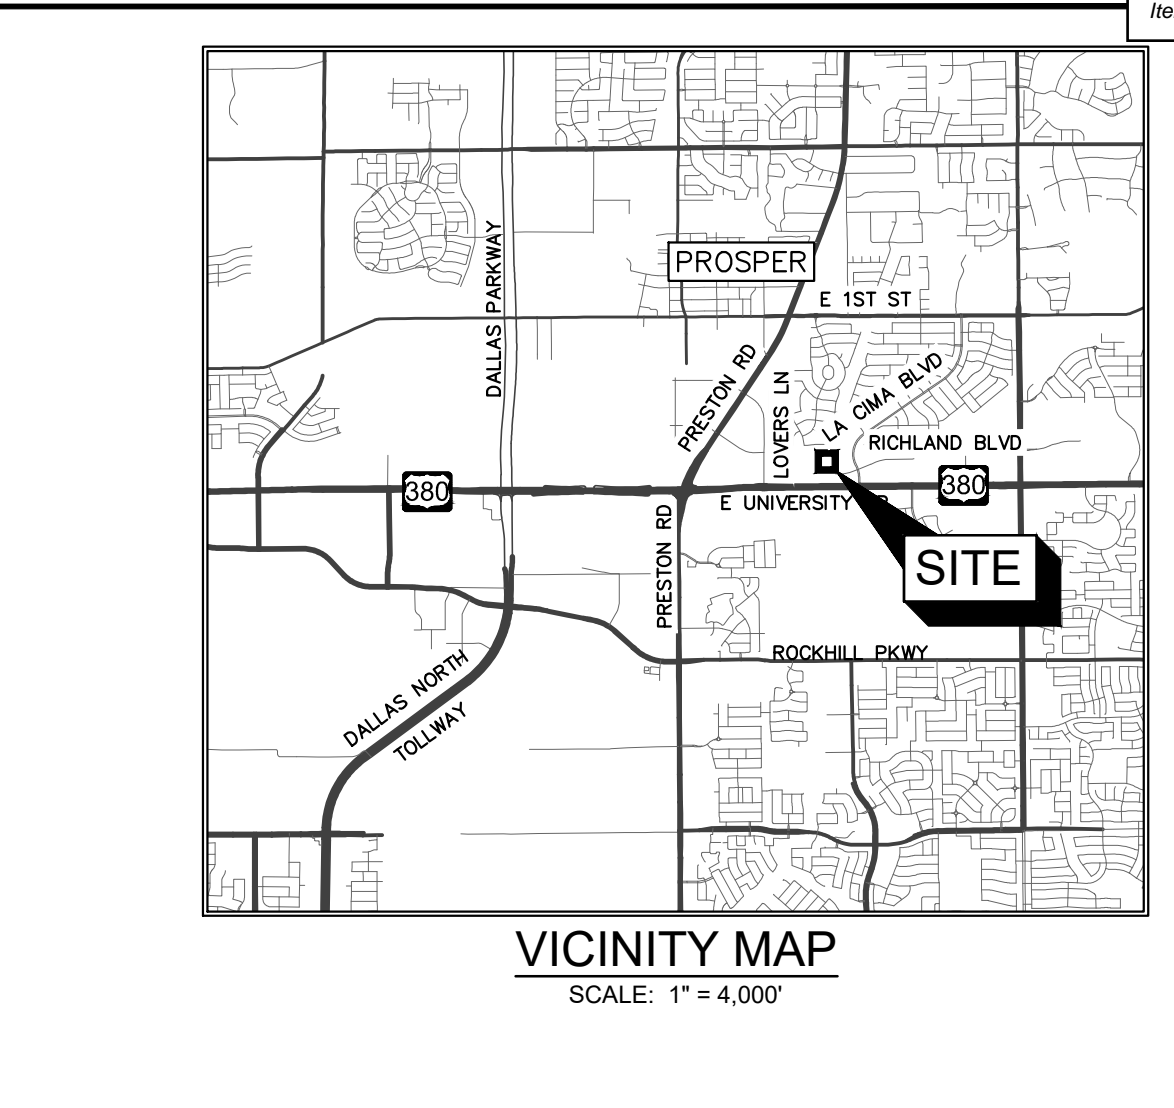 Ite
PROSPER
E 1ST ST
DALLAS PARKWAY
PRESTON RD
LOVERS LN
LA CIMA BLVD
RICHLAND BLVD
380
380
E UNIVERSITY
PRESTON RD
SITE
ROCKHILL PKWY
DALLAS NORTH
TOLLWAY
VICINITY MAP
SCALE: 1" = 4,000'